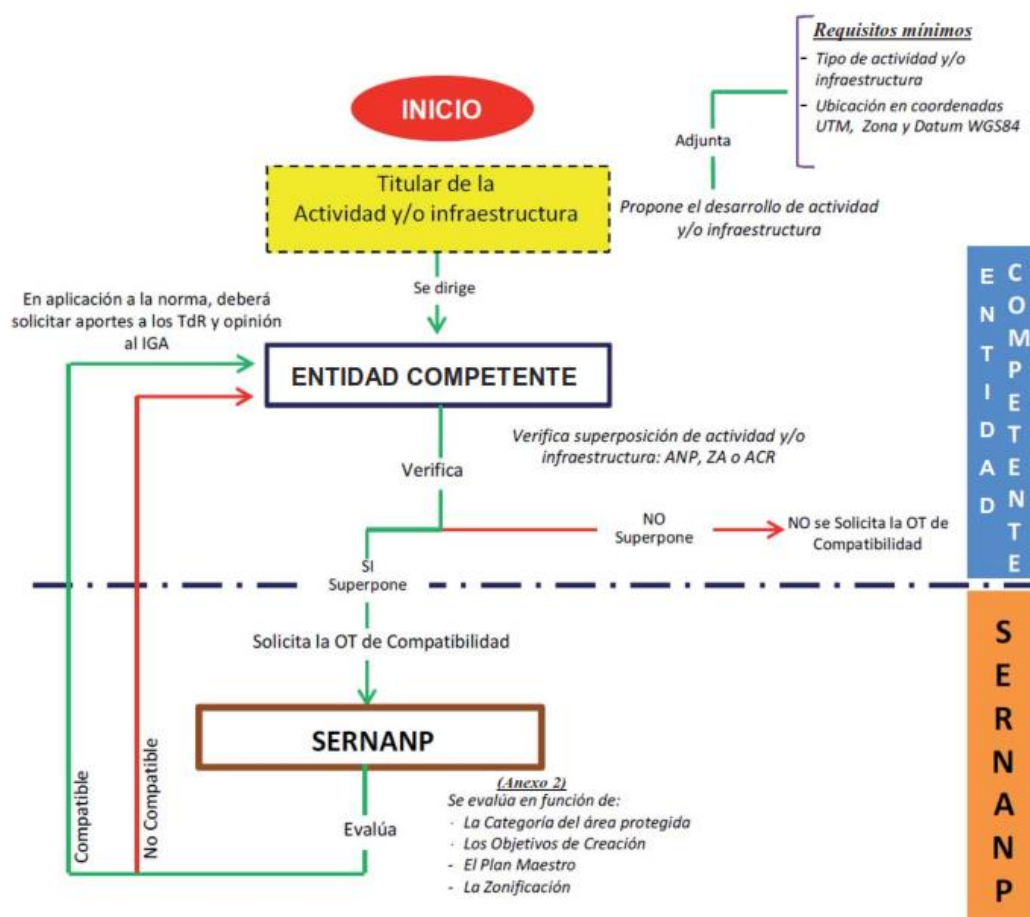 Requisitos mínimos
- Tipo de actividad y/o
infraestructura
- Ubicación en coordenadas
UTM, Zona y Datum WGS84
INICIO
Adjunta
Titular de la
Actividad y/o infraestructura
Propone el desarrollo de actividad
y/o infraestructura
Se dirige
En aplicación a la norma, deberá
solicitar aportes a los TdR y opinión
al IGA
ENTIDAD COMPETENTE
Verifica superposición de actividad y/o
infraestructura: ANP, ZA o ACR
Verifica
NO
Superpone
NO se Solicita la OT de
Compatibilidad
SI
Superpone
ENTIDAD
COMPETENTE
Solicita la OT de Compatibilidad
SERNANP
Compatible
No Compatible
Evalúa
(Anexo 2)
Se evalúa en función de:
· La Categoría del área protegida
· Los Objetivos de Creación
- El Plan Maestro
- La Zonificación
SERNANP